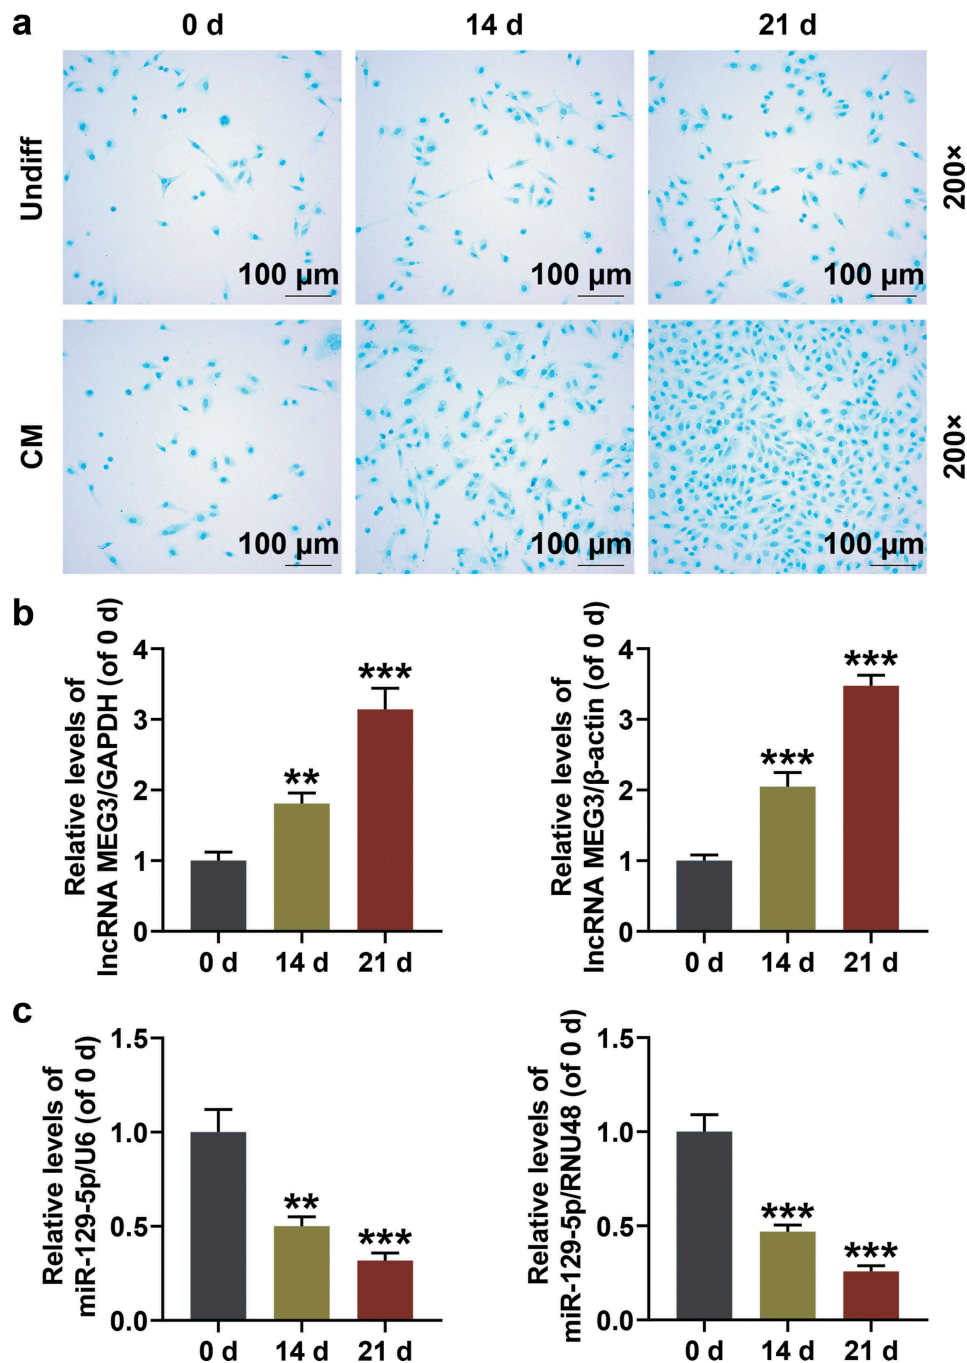 a
0 d
14 d
21 d
Undiff
100 µm
100 µm
100 µm
200×
CM
100 µm
100 µm
100 µm
200×
b
Relative levels of
lncRNA MEG3/GAPDH (of 0 d)
4
3
2
1
0
**
***
0 d
14 d
21 d
Relative levels of
lncRNA MEG3/β-actin (of 0 d)
4
3
2
1
0
***
***
0 d
14 d
21 d
c
Relative levels of
miR-129-5p/U6 (of 0 d)
1.5
1.0
0.5
0.0
**
***
0 d
14 d
21 d
Relative levels of
miR-129-5p/RNU48 (of 0 d)
1.5
1.0
0.5
0.0
***
***
0 d
14 d
21 d